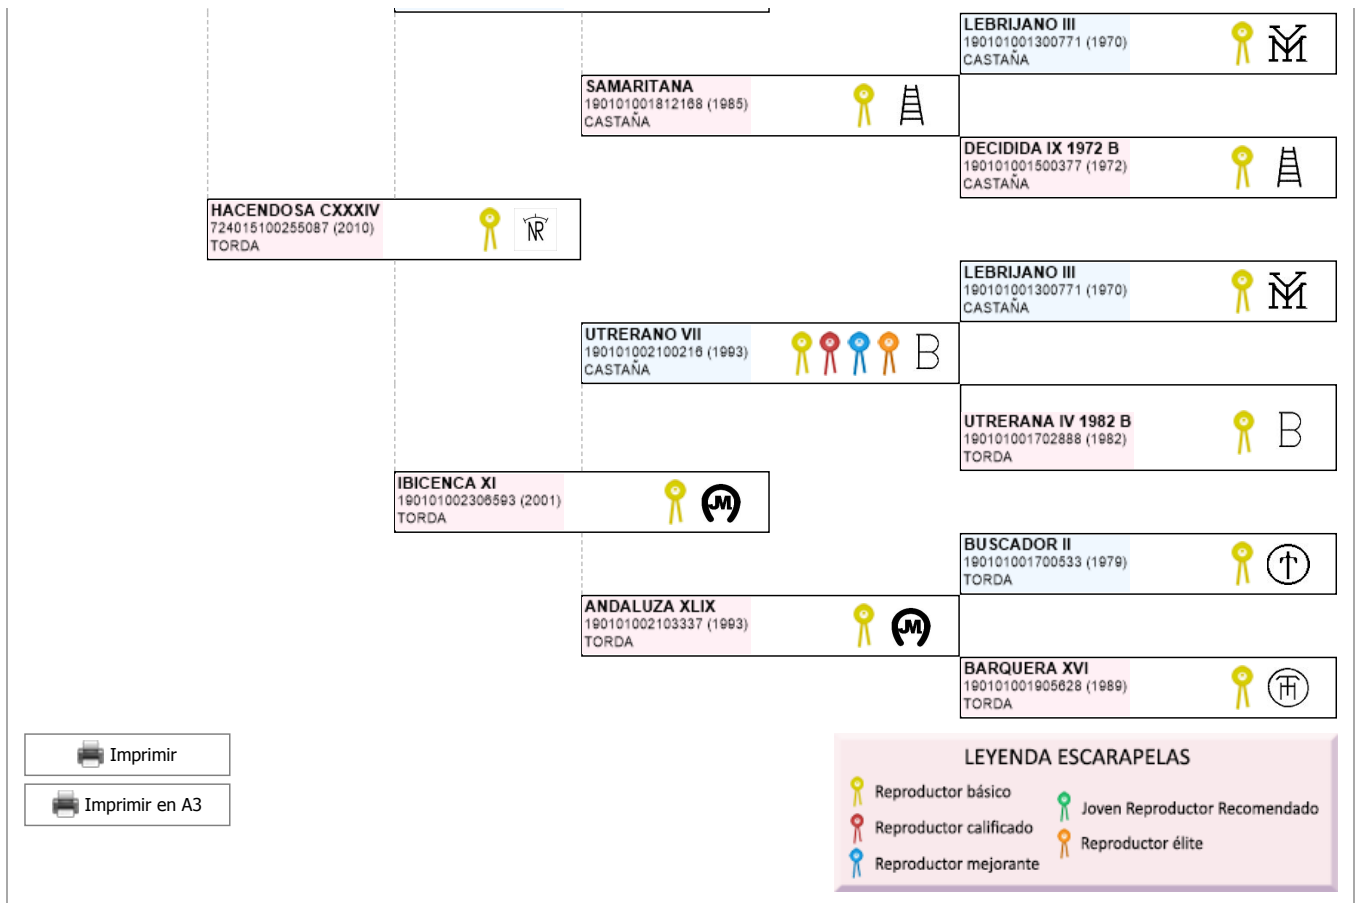 LEBRIJANO III
190101001300771 (1970)
CASTAÑA
SAMARITANA
190101001812168 (1985)
CASTAÑA
DECIDIDA IX 1972 B
190101001500377 (1972)
CASTAÑA
HACENDOSA CXXXIV
724015100255087 (2010)
TORDA
NR
LEBRIJANO III
190101001300771 (1970)
CASTAÑA
UTRERANO VII
190101002100216 (1993)
CASTAÑA
B
UTRERANA IV 1982 B
190101001702888 (1982)
TORDA
B
IBICENCA XI
190101002306593 (2001)
TORDA
JM
BUSCADOR II
190101001700533 (1979)
TORDA
ANDALUZA XLIX
190101002103337 (1993)
TORDA
JM
BARQUERA XVI
190101001905628 (1989)
TORDA
Imprimir
Imprimir en A3
LEYENDA ESCARAPELAS
Reproductor básico
Joven Reproductor Recomendado
Reproductor calificado
Reproductor élite
Reproductor mejorante